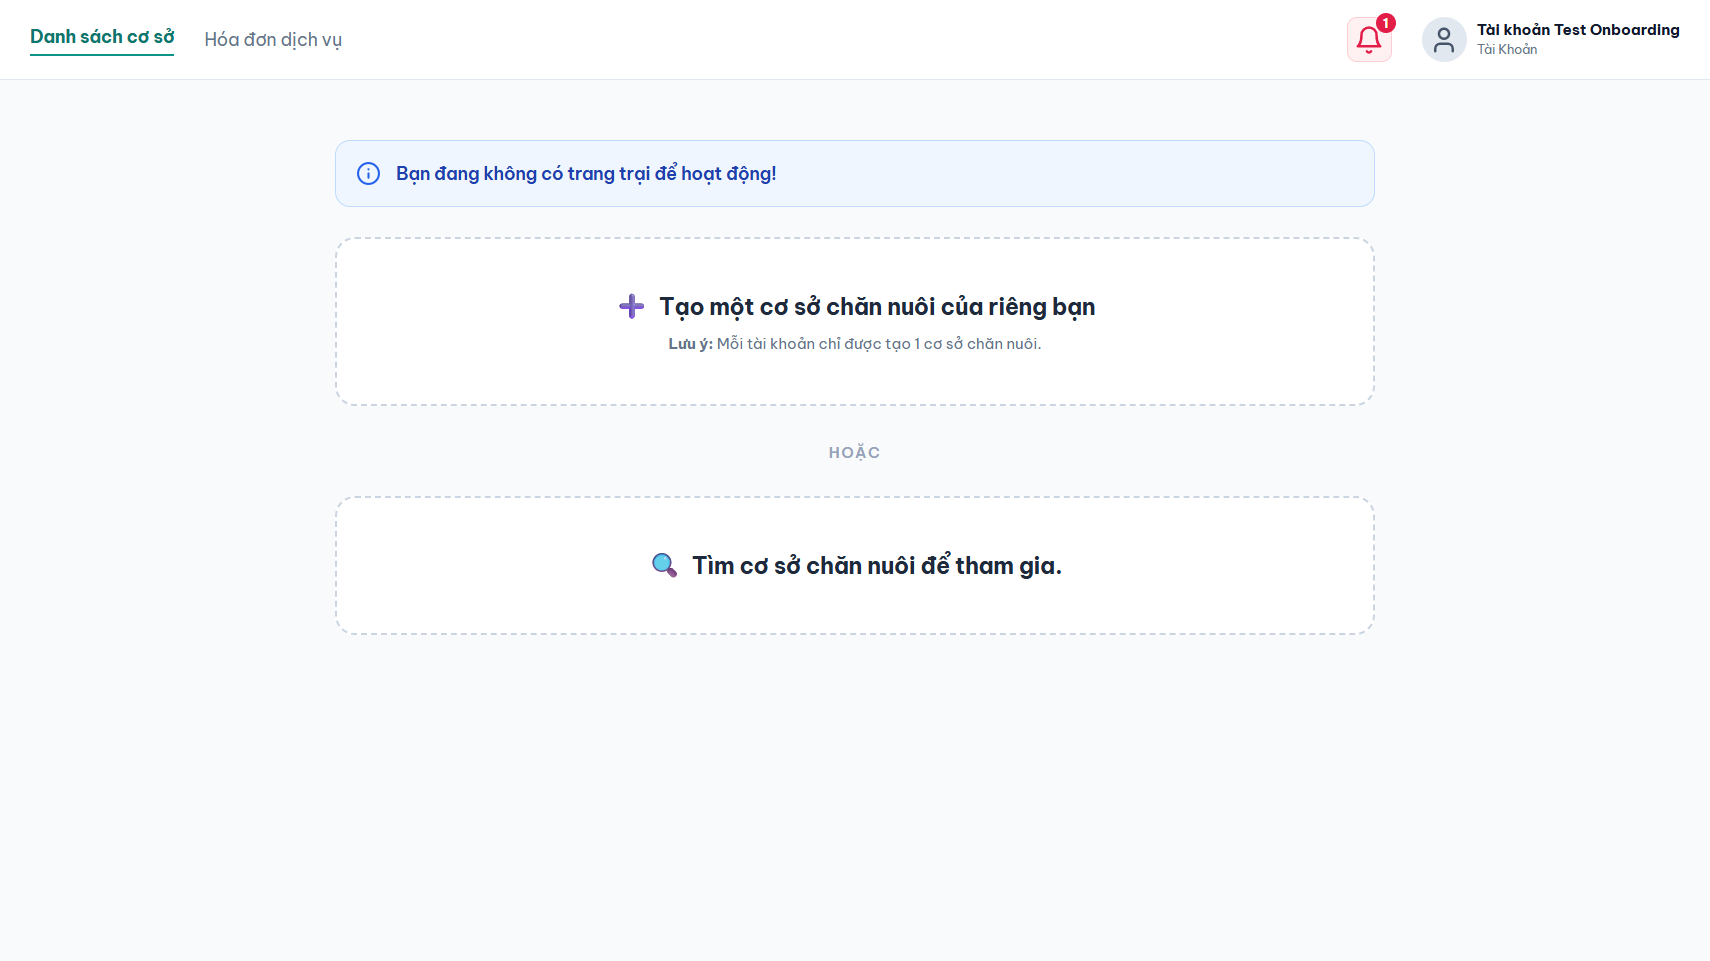 Danh sách cơ sở
Hóa đơn dịch vụ
1
Tài khoản Test Onboarding
Tài Khoản
Bạn đang không có trang trại để hoạt động!
Tạo một cơ sở chăn nuôi của riêng bạn
Lưu ý: Mỗi tài khoản chỉ được tạo 1 cơ sở chăn nuôi.
HOẶC
Tìm cơ sở chăn nuôi để tham gia.